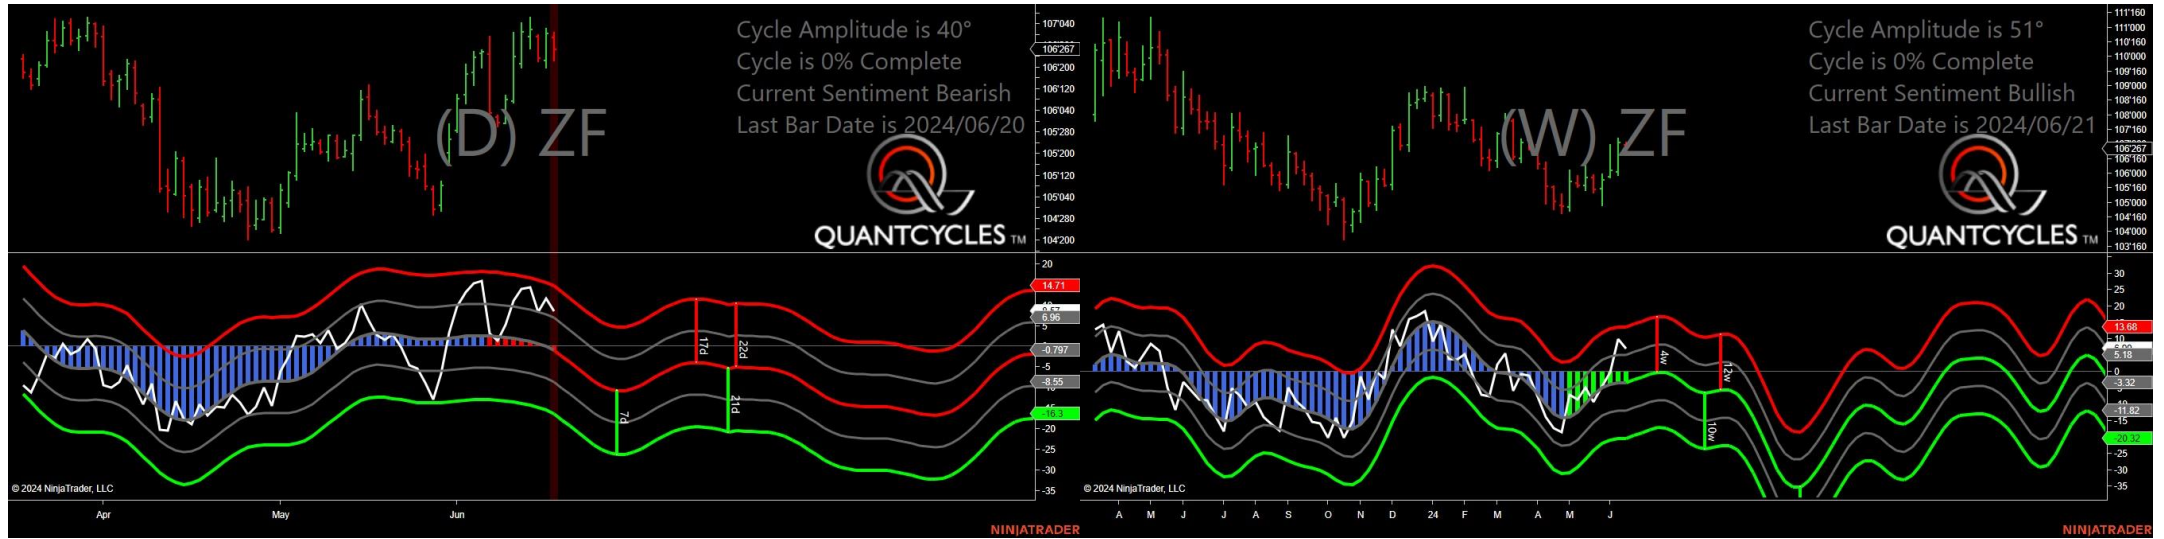 Cycle Amplitude is 40°
Cycle is 0% Complete
Current Sentiment Bearish
Last Bar Date is 2024/06/20
(D) ZF
QUANTCYCLES TM
107'040
106'267
106'200
106'120
106'040
105'280
105'200
105'120
105'040
104'280
104'200
20
14.71
6.96
5
-0.797
-5
-8.55
-16.3
-20
-25
-30
-35
17d
22d
7d
21d
© 2024 NinjaTrader, LLC
Apr May Jun
NINJATRADER
Cycle Amplitude is 51°
Cycle is 0% Complete
Current Sentiment Bullish
Last Bar Date is 2024/06/21
(W) ZF
QUANTCYCLES TM
111'160
111'000
110'160
110'000
109'160
109'000
108'160
108'000
107'160
106'267
106'160
106'000
105'160
105'000
104'160
104'000
103'160
30
25
20
13.68
5.18
0
-3.32
-11.82
-15
-20.32
-25
-30
-35
4w
12w
10w
© 2024 NinjaTrader, LLC
A M J J A S O N D 24 F M A M J
NINJATRADER